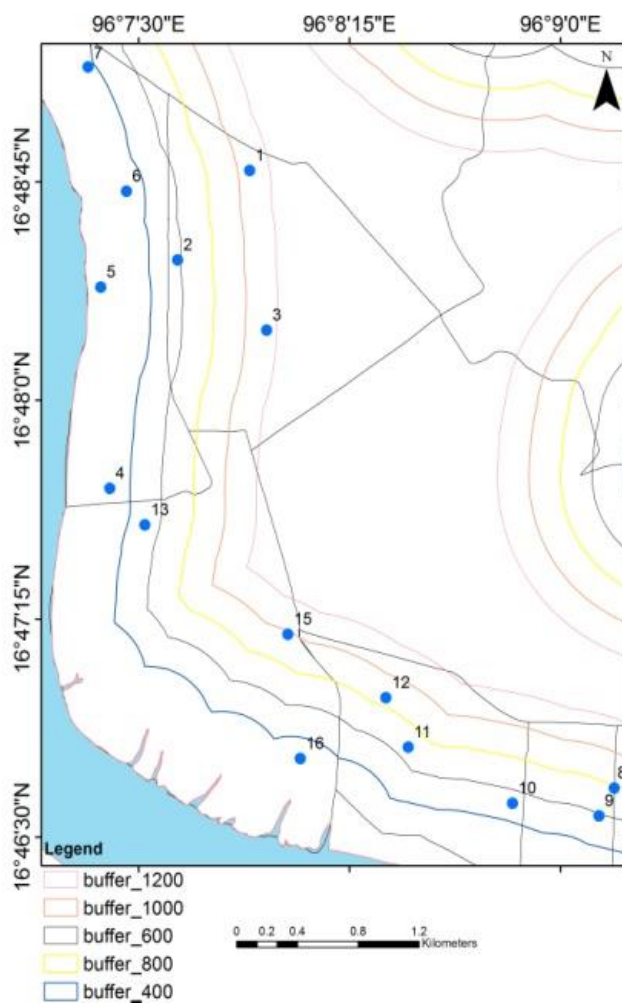 96°7'30"E 96°8'15"E 96°9'0"E
N
7
1
16°48'45"N
6
2
5
3
16°48'0"N
4
13
16°47'15"N
15
12
11
16
8
10
9
16°46'30"N
Legend
buffer_1200
buffer_1000
buffer_600
buffer_800
buffer_400
0 0.2 0.4 0.8 1.2
Kilometers